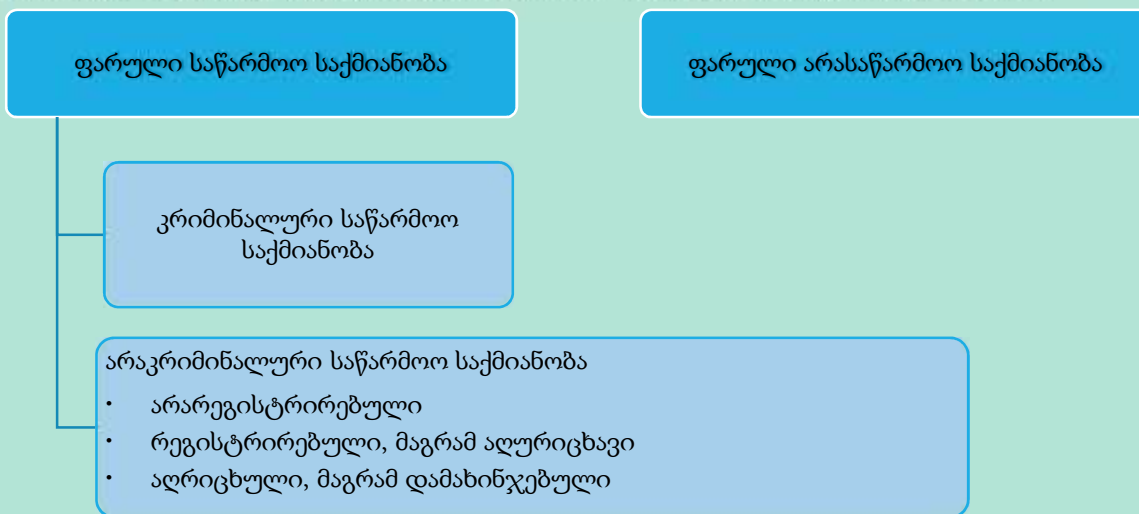 ფარული საწარმოო საქმიანობა
ფარული არასაწარმოო საქმიანობა
კრიმინალური საწარმოო
საქმიანობა
არაკრიმინალური საწარმოო საქმიანობა
• არარეგისტრირებული
• რეგისტრირებული, მაგრამ აღურიცხავი
• აღრიცხული, მაგრამ დამახინჯებული